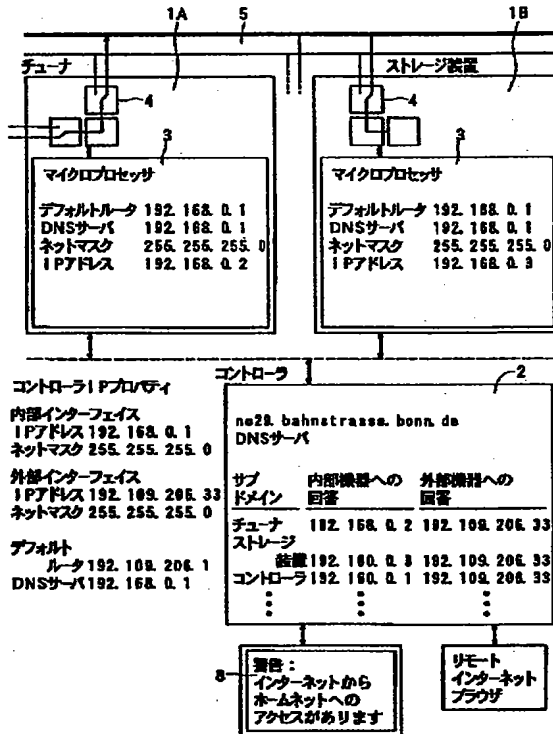 1A
5
1B
チューナ
ストレージ装置
4
4
3
3
マイクロプロセッサ
デフォルトルータ 192.168.0.1
DNSサーバ 192.168.0.1
ネットマスク 255.255.255.0
IPアドレス 192.168.0.2
マイクロプロセッサ
デフォルトルータ 192.168.0.1
DNSサーバ 192.168.0.1
ネットマスク 255.255.255.0
IPアドレス 192.168.0.3
コントローラIPプロパティ
内部インターフェイス
IPアドレス 192.168.0.1
ネットマスク 255.255.255.0
外部インターフェイス
IPアドレス 192.109.206.33
ネットマスク 255.255.255.0
デフォルト
ルータ 192.109.206.1
DNSサーバ 192.168.0.1
コントローラ
2
no29.bahnstrasse.bonn.de
DNSサーバ
サブ 内部機器への 外部機器への
ドメイン 回答 回答
チューナ 192.168.0.2 192.109.206.33
ストレージ
装置 192.160.0.3 192.109.206.33
コントローラ 192.160.0.1 192.109.206.33
8
警告:
インターネットから
ホームネットへの
アクセスがあります
リモート
インターネット
ブラウザ